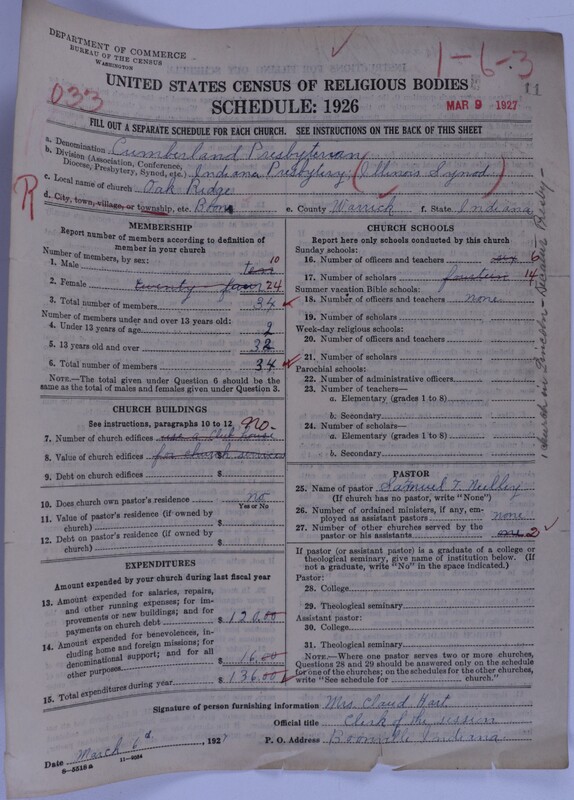 DEPARTMENT OF COMMERCE
BUREAU OF THE CENSUS
WASHINGTON
1-6-3
11
UNITED STATES CENSUS OF RELIGIOUS BODIES
033
SCHEDULE: 1926
MAR 9 1927
FILL OUT A SEPARATE SCHEDULE FOR EACH CHURCH. SEE INSTRUCTIONS ON THE BACK OF THIS SHEET
a. Denomination Cumberland Presbyterian
b. Division (Association, Conference, Diocese, Presbytery, Synod, etc.) Indiana Presbytery (Illinois Synod)
c. Local name of church Oak Ridge
R
d. City, town, village, or township, etc. Boon e. County Warrick f. State Indiana
MEMBERSHIP
Report number of members according to definition of
member in your church
Number of members, by sex:
1. Male ten 10
2. Female twenty-four 24
3. Total number of members 34
Number of members under and over 13 years old:
4. Under 13 years of age 2
5. 13 years old and over 32
6. Total number of members 34
NOTE.—The total given under Question 6 should be the
same as the total of males and females given under Question 3.
CHURCH BUILDINGS
See instructions, paragraphs 10 to 12 No-
7. Number of church edifices use a house
8. Value of church edifices for church services
9. Debt on church edifices $
10. Does church own pastor's residence no
Yes or No
11. Value of pastor's residence (if owned by
church) $
12. Debt on pastor's residence (if owned by
church) $
EXPENDITURES
Amount expended by your church during last fiscal year
13. Amount expended for salaries, repairs,
and other running expenses; for im-
provements or new buildings; and for
payments on church debt $ 120.00
14. Amount expended for benevolences, in-
cluding home and foreign missions; for
denominational support; and for all
other purposes $ 16.00
15. Total expenditures during year $ 136.00
CHURCH SCHOOLS
Report here only schools conducted by this church
Sunday schools:
16. Number of officers and teachers six 6
17. Number of scholars fourteen 14
Summer vacation Bible schools:
18. Number of officers and teachers none
19. Number of scholars
Week-day religious schools:
20. Number of officers and teachers
21. Number of scholars
Parochial schools:
22. Number of administrative officers
23. Number of teachers—
a. Elementary (grades 1 to 8)
b. Secondary
24. Number of scholars—
a. Elementary (grades 1 to 8)
b. Secondary
PASTOR
25. Name of pastor Samuel T.
(If church has no pastor, write "None")
26. Number of ordained ministers, if any, em-
ployed as assistant pastors none
27. Number of other churches served by the
pastor or his assistants one 2
If pastor (or assistant pastor) is a graduate of a college or
theological seminary, give name of institution below. (If
not a graduate, write "No" in the space indicated.)
Pastor:
28. College
29. Theological seminary
Assistant pastor:
30. College
31. Theological seminary
NOTE.—Where one pastor serves two or more churches,
Questions 28 and 29 should be answered only on the schedule
for one of the churches; on the schedules for the other churches,
write "See schedule for church."
Signature of person furnishing information Mrs. Claud Hart
Official title Clerk of the session
Date March 6d, 1927 P. O. Address Boonville Indiana
8-5518a 11-9084